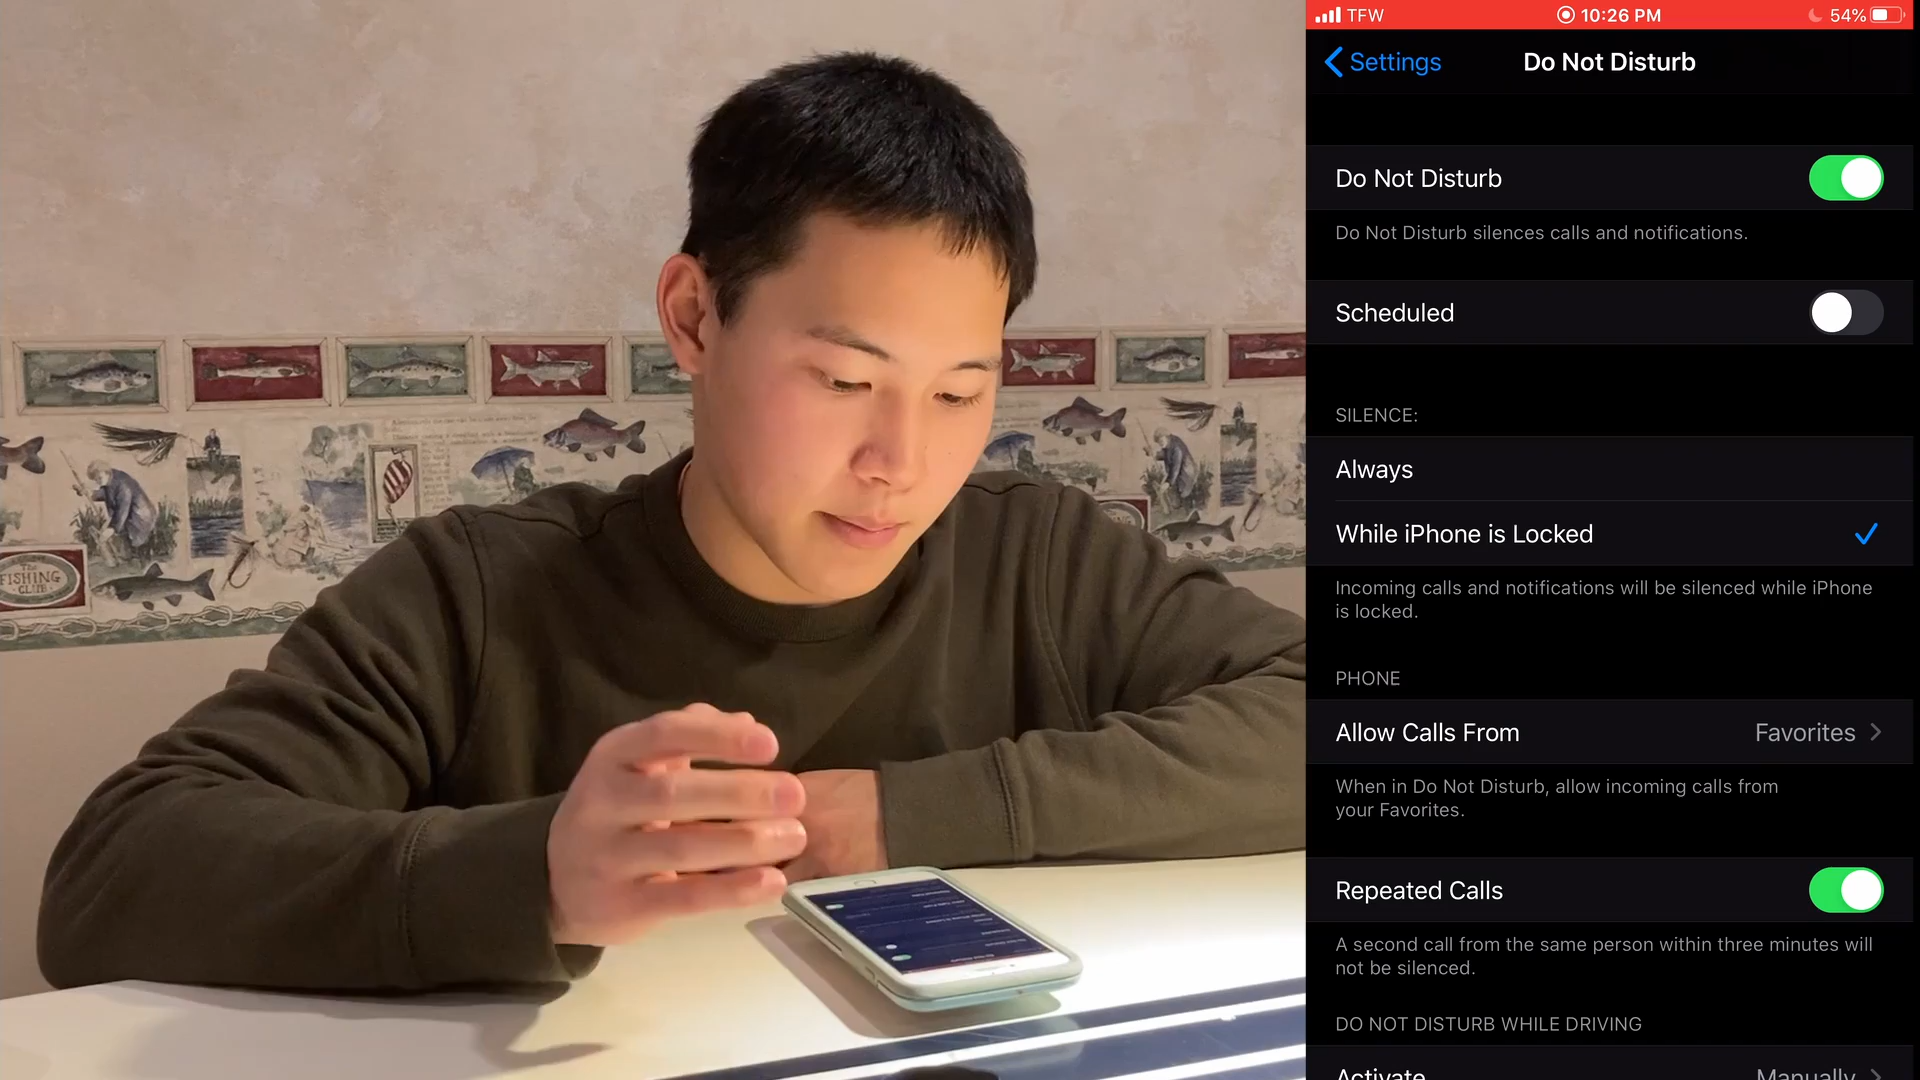 The
FISHING
CLUB
TFW
10:26 PM
54%
Settings
Do Not Disturb
Do Not Disturb
Do Not Disturb silences calls and notifications.
Scheduled
SILENCE:
Always
While iPhone is Locked
Incoming calls and notifications will be silenced while iPhone
is locked.
PHONE
Allow Calls From
Favorites
When in Do Not Disturb, allow incoming calls from
your Favorites.
Repeated Calls
A second call from the same person within three minutes will
not be silenced.
DO NOT DISTURB WHILE DRIVING
Activate
Manually